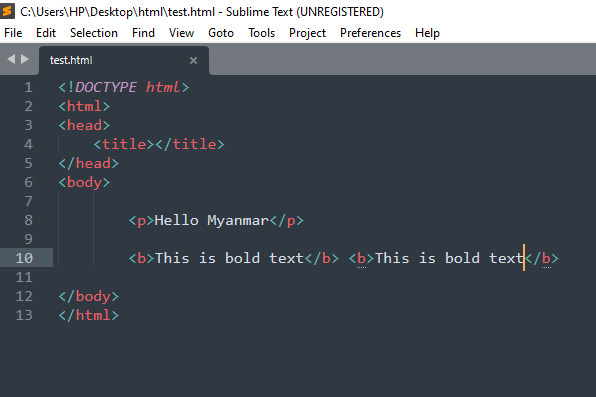 C:\Users\HP\Desktop\html\test.html - Sublime Text (UNREGISTERED)
File Edit Selection Find View Goto Tools Project Preferences Help
test.html
1 <!DOCTYPE html>
2 <html>
3 <head>
4 <title></title>
5 </head>
6 <body>
7
8 <p>Hello Myanmar</p>
9
10 <b>This is bold text</b> <b>This is bold text</b>
11
12 </body>
13 </html>